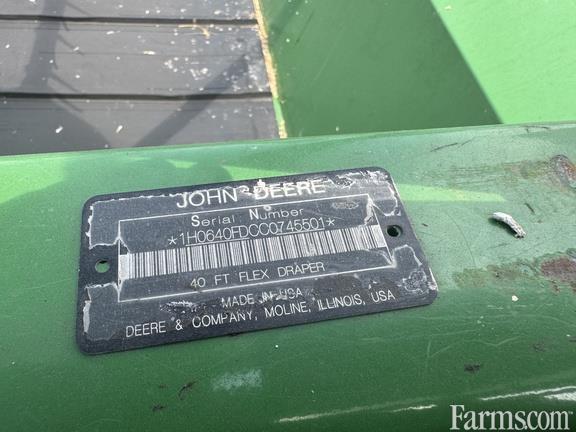 JOHN DEERE
Serial Number
*1H0640FDCC0745501*
40 FT FLEX DRAPER
MADE IN USA
DEERE & COMPANY, MOLINE, ILLINOIS, USA
Farms.com